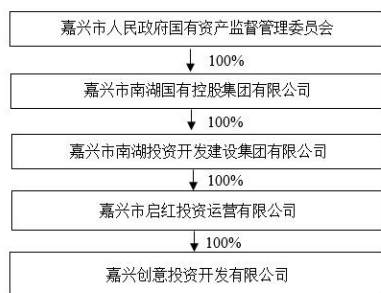 嘉兴市人民政府国有资产监督管理委员会
100%
嘉兴市南湖国有控股集团有限公司
100%
嘉兴市南湖投资开发建设集团有限公司
100%
嘉兴市启红投资运营有限公司
100%
嘉兴创意投资开发有限公司